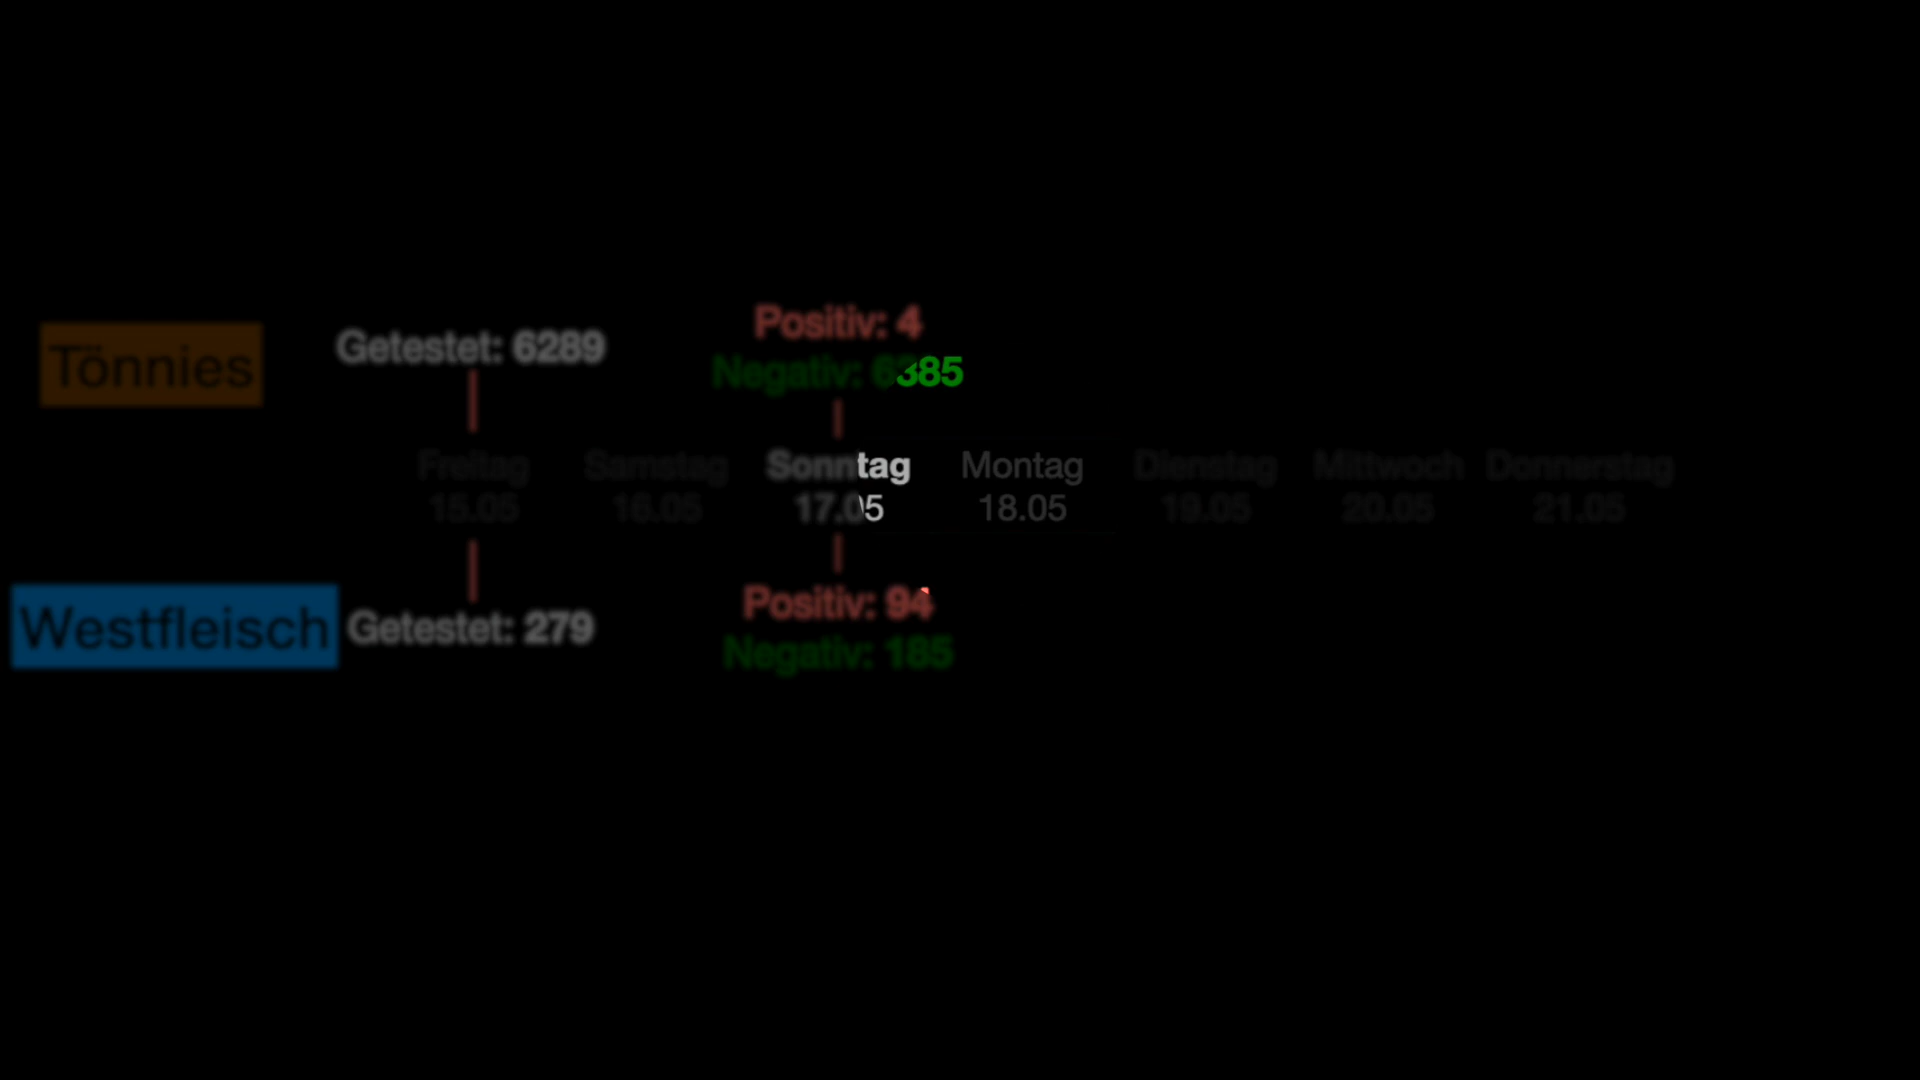 Positiv: 4
Tönnies
Getestet: 6289
Negativ: 6385
Freitag
Samstag
Sonntag
Montag
Dienstag
Mittwoch
Donnerstag
15.05
16.05
17.05
18.05
19.05
20.05
21.05
Westfleisch
Getestet: 279
Positiv: 94
Negativ: 185